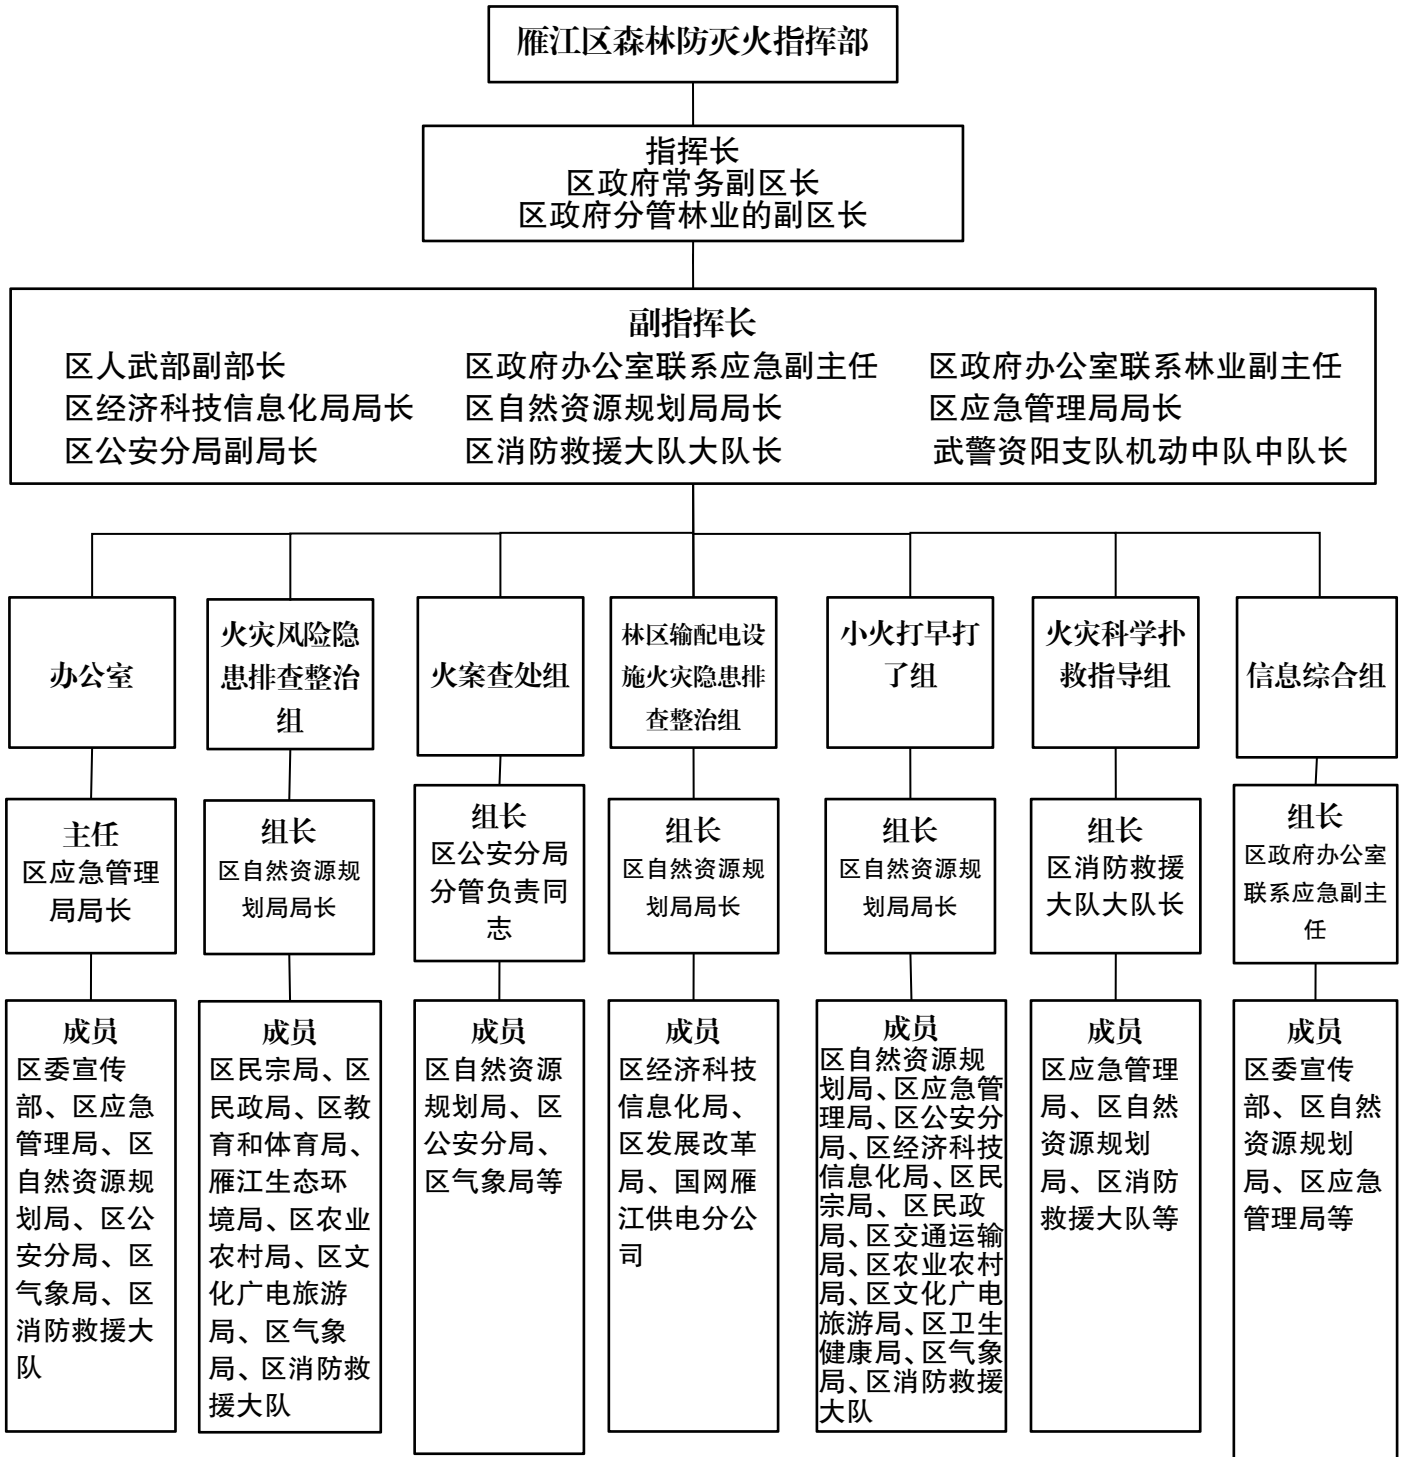 雁江区森林防灭火指挥部
指挥长
区政府常务副区长
区政府分管林业的副区长
副指挥长
区人武部副部长
区政府办公室联系应急副主任
区政府办公室联系林业副主任
区经济科技信息化局局长
区自然资源规划局局长
区应急管理局局长
区公安分局副局长
区消防救援大队大队长
武警资阳支队机动中队中队长
办公室
火灾风险隐
患排查整治
组
火案查处组
林区输配电设
施火灾隐患排
查整治组
小火打早打
了组
火灾科学扑
救指导组
信息综合组
主任
区应急管理
局局长
组长
区自然资源规
划局局长
组长
区公安分局
分管负责同
志
组长
区自然资源规
划局局长
组长
区自然资源规
划局局长
组长
区消防救援
大队大队长
组长
区政府办公室
联系应急副主
任
成员
区委宣传
部、区应急
管理局、区
自然资源规
划局、区公
安分局、区
气象局、区
消防救援大
队
成员
区民宗局、区
民政局、区教
育和体育局、
雁江生态环
境局、区农业
农村局、区文
化广电旅游
局、区气象
局、区消防救
援大队
成员
区自然资源
规划局、区
公安分局、
区气象局等
成员
区经济科技
信息化局、
区发展改革
局、国网雁
江供电分公
司
成员
区自然资源规
划局、区应急管
理局、区公安分
局、区经济科技
信息化局、区民
宗局、区民政
局、区交通运输
局、区农业农村
局、区文化广电
旅游局、区卫生
健康局、区气象
局、区消防救援
大队
成员
区应急管理
局、区自然
资源规划
局、区消防
救援大队等
成员
区委宣传
部、区自然
资源规划
局、区应急
管理局等